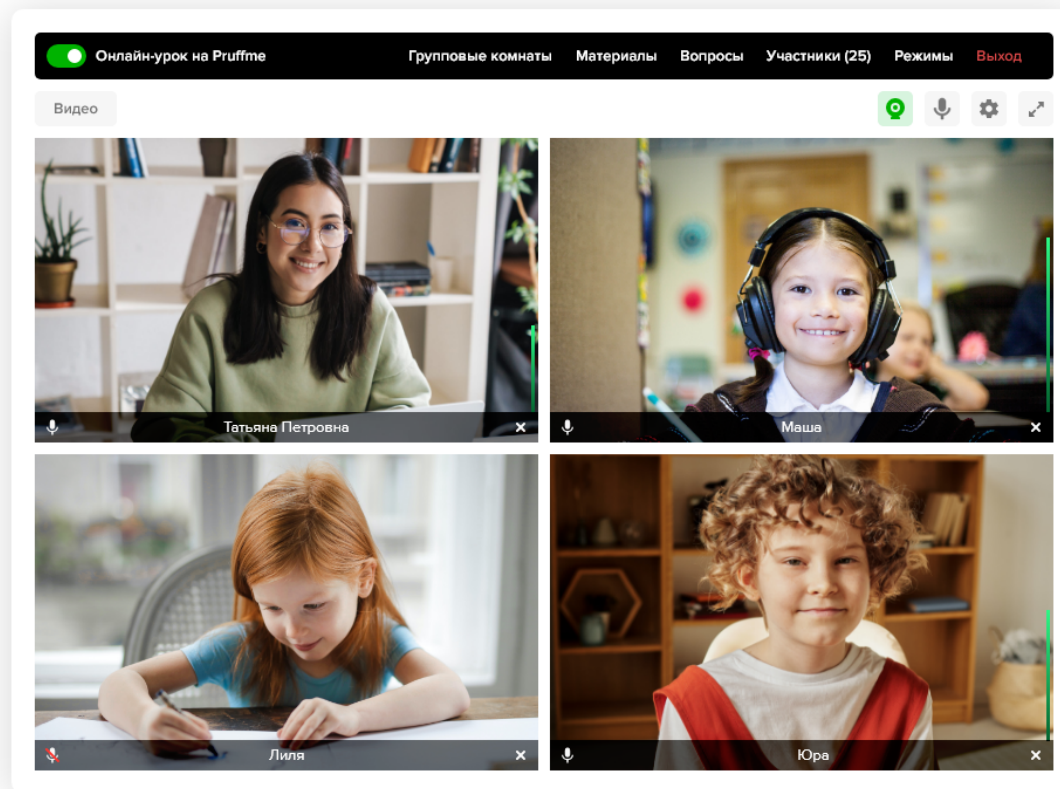 Онлайн-урок на Pruffme
Групповые комнаты Материалы Вопросы Участники (25) Режимы Выход
Видео
Татьяна Петровна
Маша
Лиля
Юра